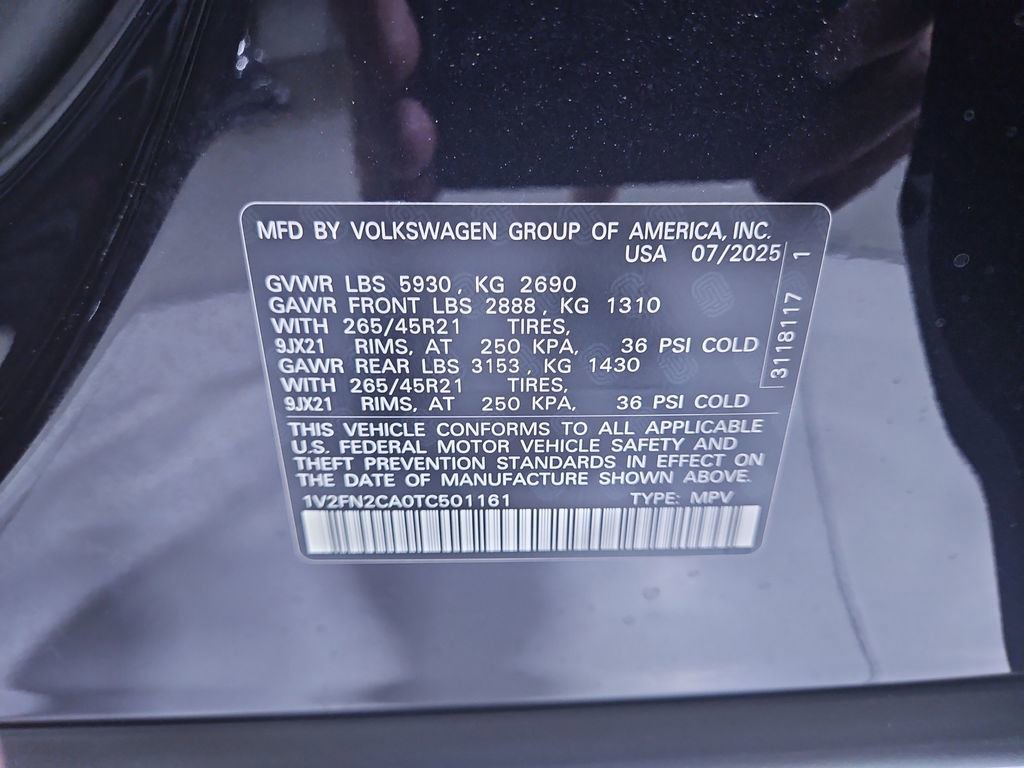 MFD BY VOLKSWAGEN GROUP OF AMERICA, INC.
USA 07/2025
GVWR LBS 5930, KG 2690
GAWR FRONT LBS 2888, KG 1310
WITH 265/45R21 TIRES,
9JX21 RIMS, AT 250 KPA, 36 PSI COLD
GAWR REAR LBS 3153, KG 1430
WITH 265/45R21 TIRES,
9JX21 RIMS, AT 250 KPA, 36 PSI COLD
3118117 1
THIS VEHICLE CONFORMS TO ALL APPLICABLE
U.S. FEDERAL MOTOR VEHICLE SAFETY AND
THEFT PREVENTION STANDARDS IN EFFECT ON
THE DATE OF MANUFACTURE SHOWN ABOVE.
1V2FN2CA0TC501161 TYPE: MPV